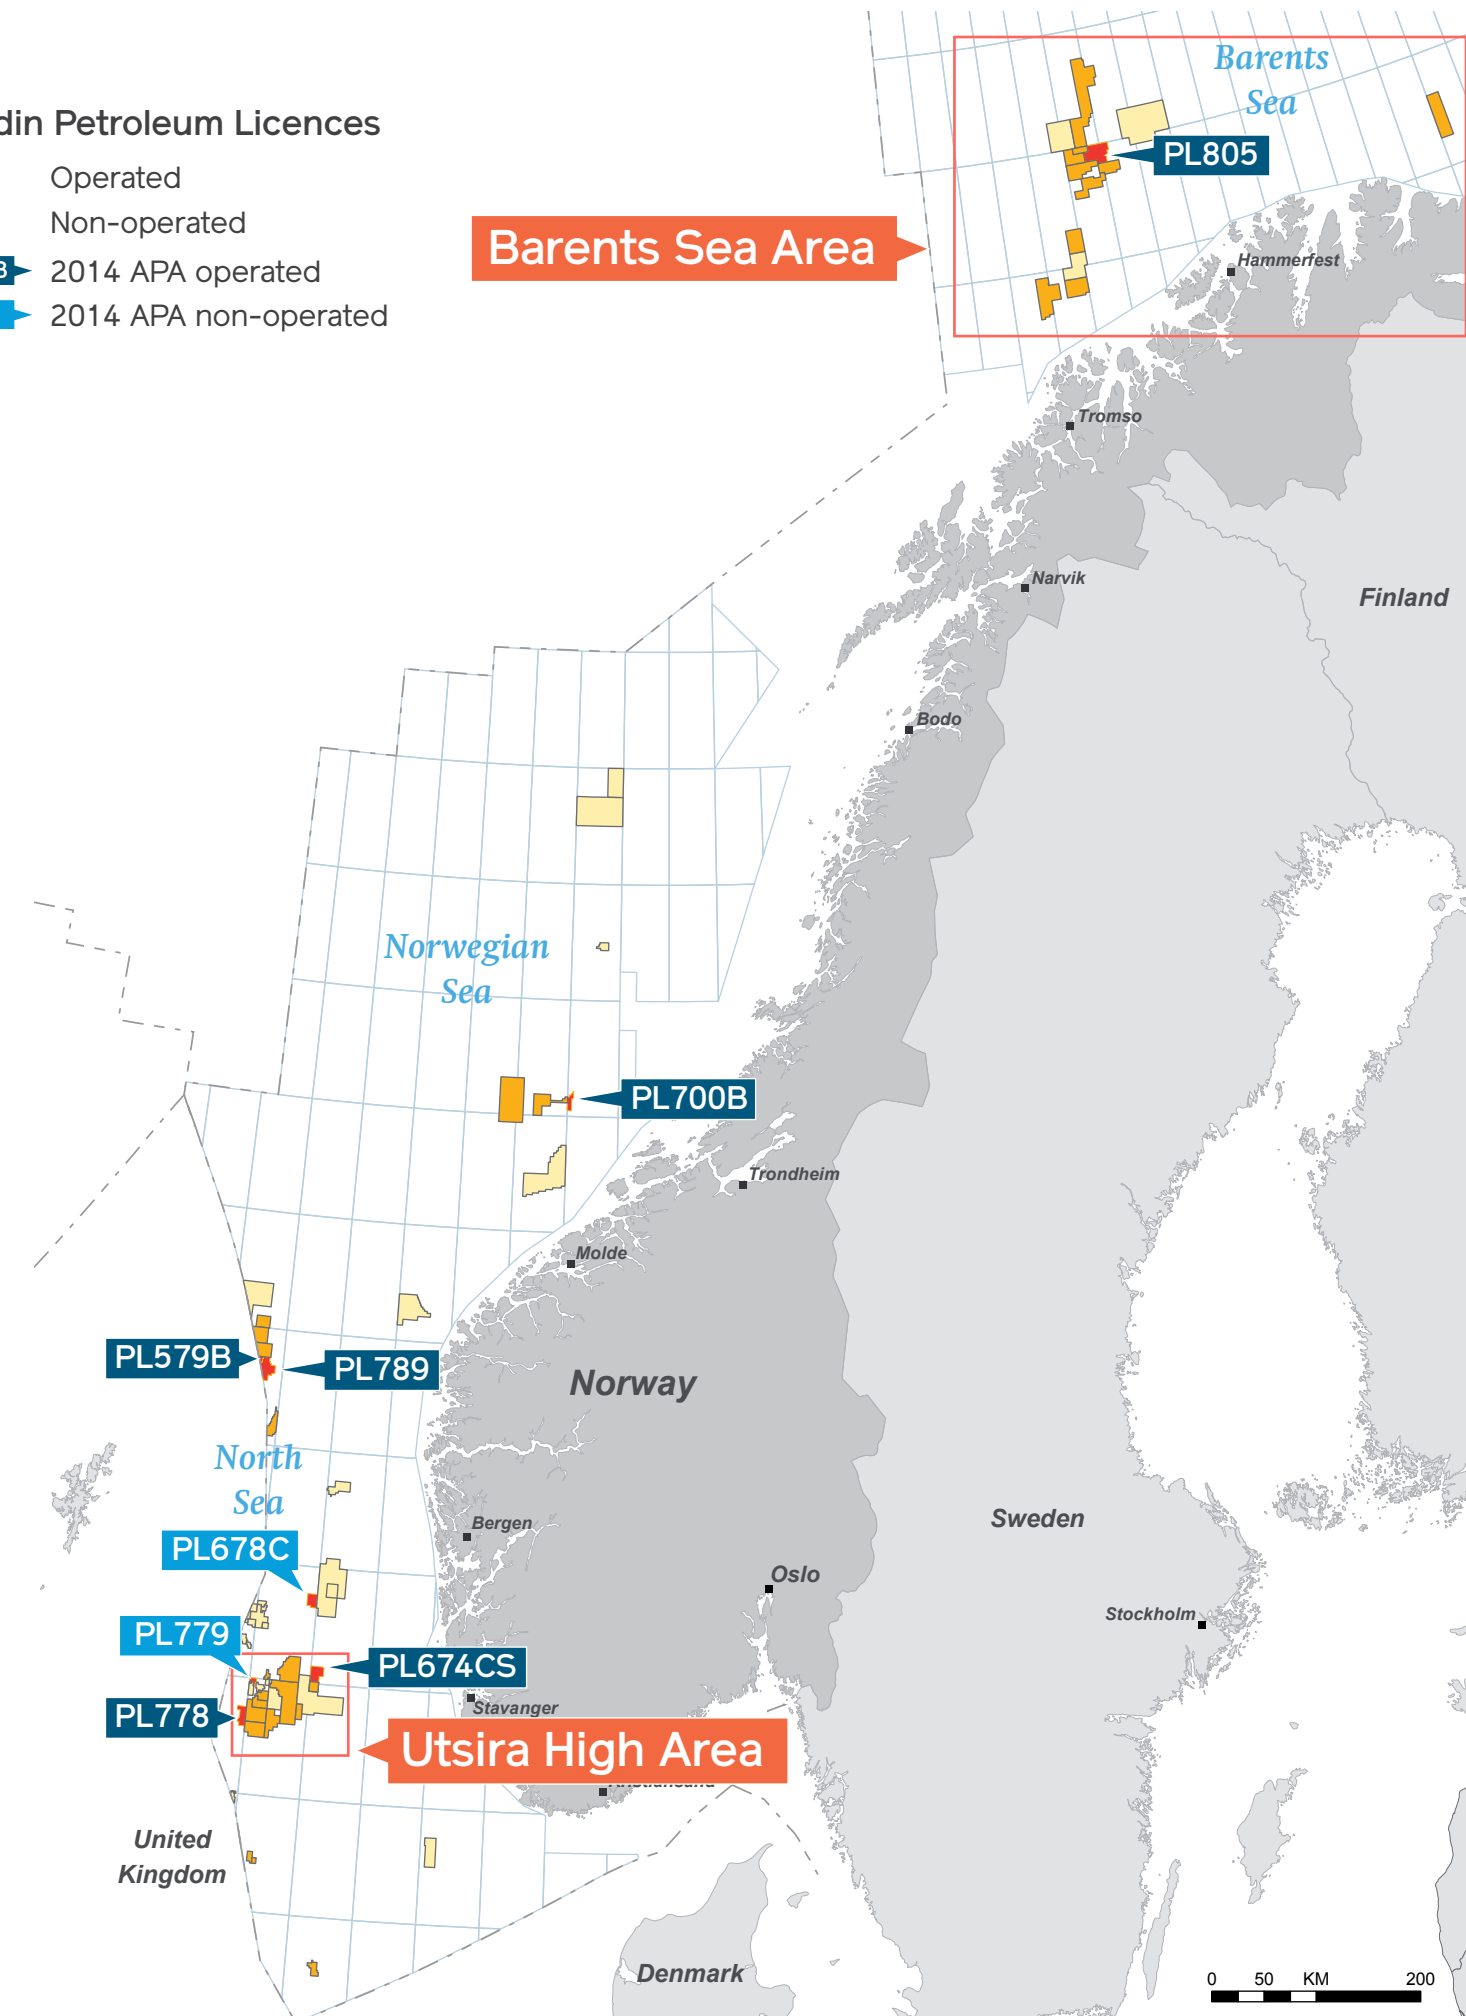 Barents
Sea
din Petroleum Licences
Operated
Non-operated
2014 APA operated
2014 APA non-operated
PL805
Barents Sea Area
Hammerfest
Tromso
Narvik
Finland
Bodo
Norwegian
Sea
PL700B
Trondheim
Molde
PL579B
PL789
Norway
North
Sea
Bergen
Sweden
PL678C
Oslo
Stockholm
PL779
PL674CS
Stavanger
PL778
Utsira High Area
United
Kingdom
Denmark
0 50 KM 200